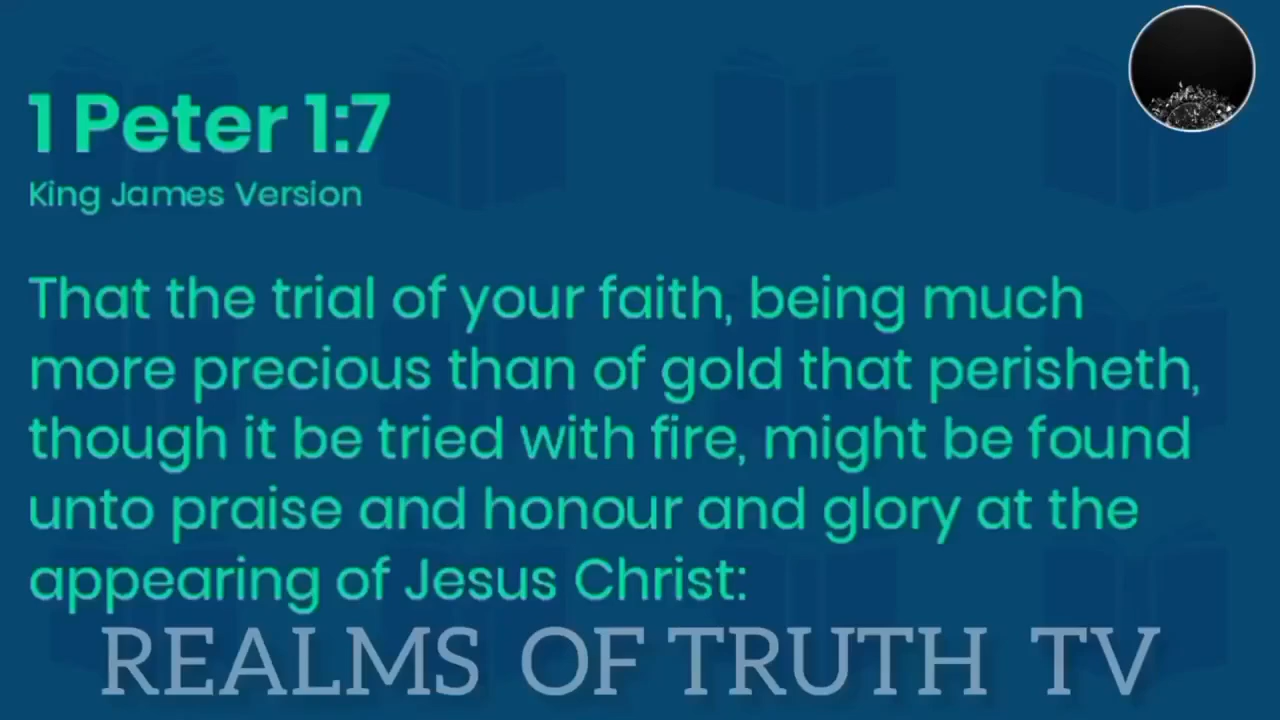 1 Peter 1:7
King James Version
That the trial of your faith, being much
more precious than of gold that perisheth,
though it be tried with fire, might be found
unto praise and honour and glory at the
appearing of Jesus Christ:
REALMS OF TRUTH TV